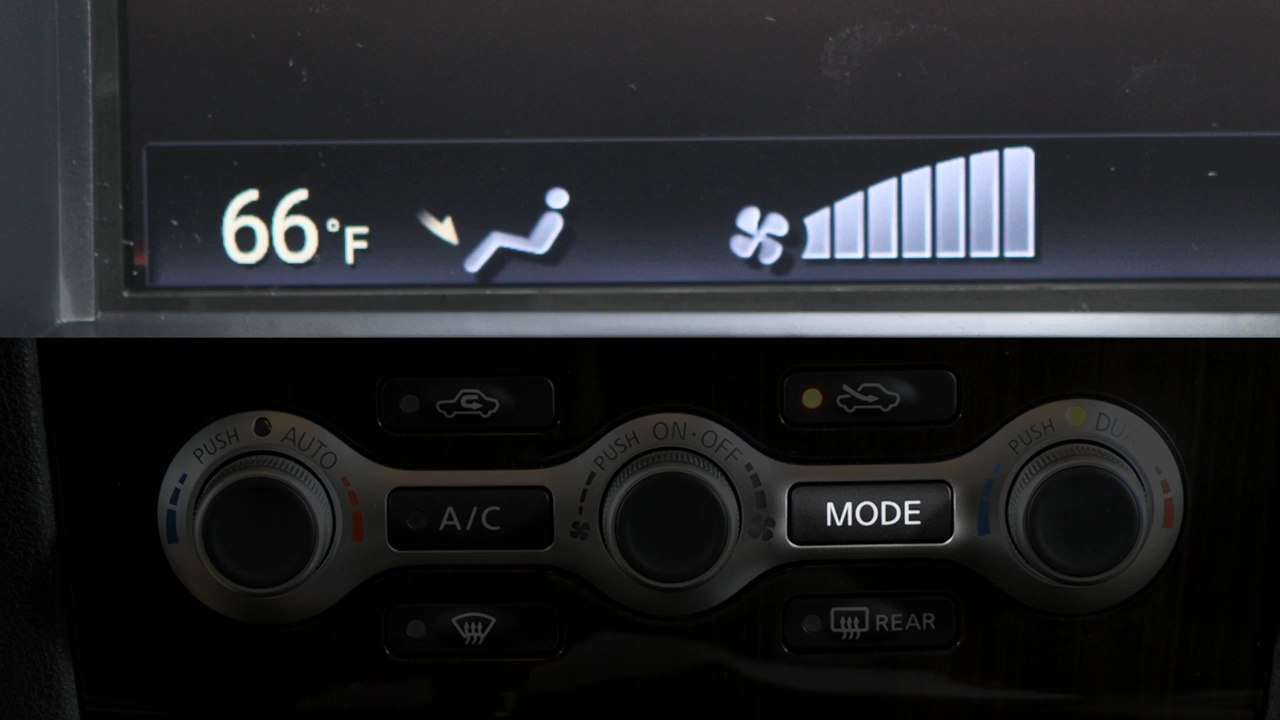 66°F
PUSH AUTO
PUSH ON·OFF
PUSH
A/C
MODE
REAR